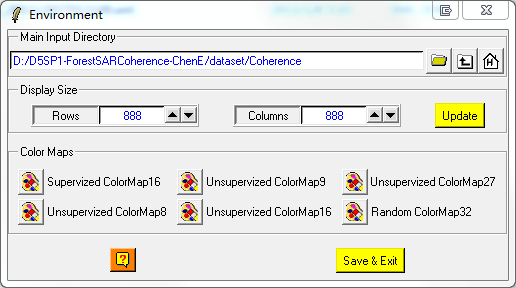 Environment
Main Input Directory
D:/D5SP1-ForestSARCoherence-ChenE/dataset/Coherence
Display Size
Rows 888 Columns 888 Update
Color Maps
Supervized ColorMap16 Unsupervized ColorMap9 Unsupervized ColorMap27
Unsupervized ColorMap8 Unsupervized ColorMap16 Random ColorMap32
? Save & Exit